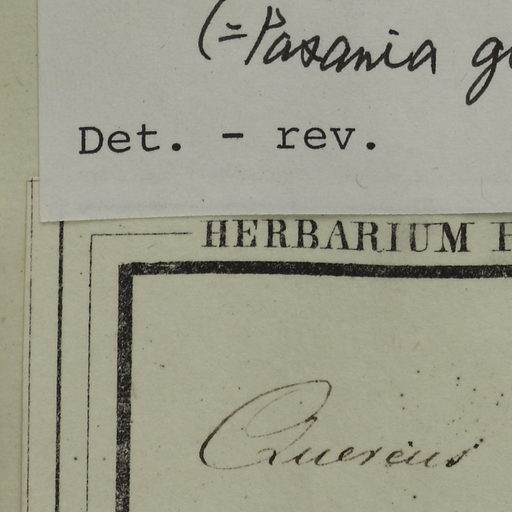 (=Pasania
Det. - rev.
HERBARIUM
Quercus